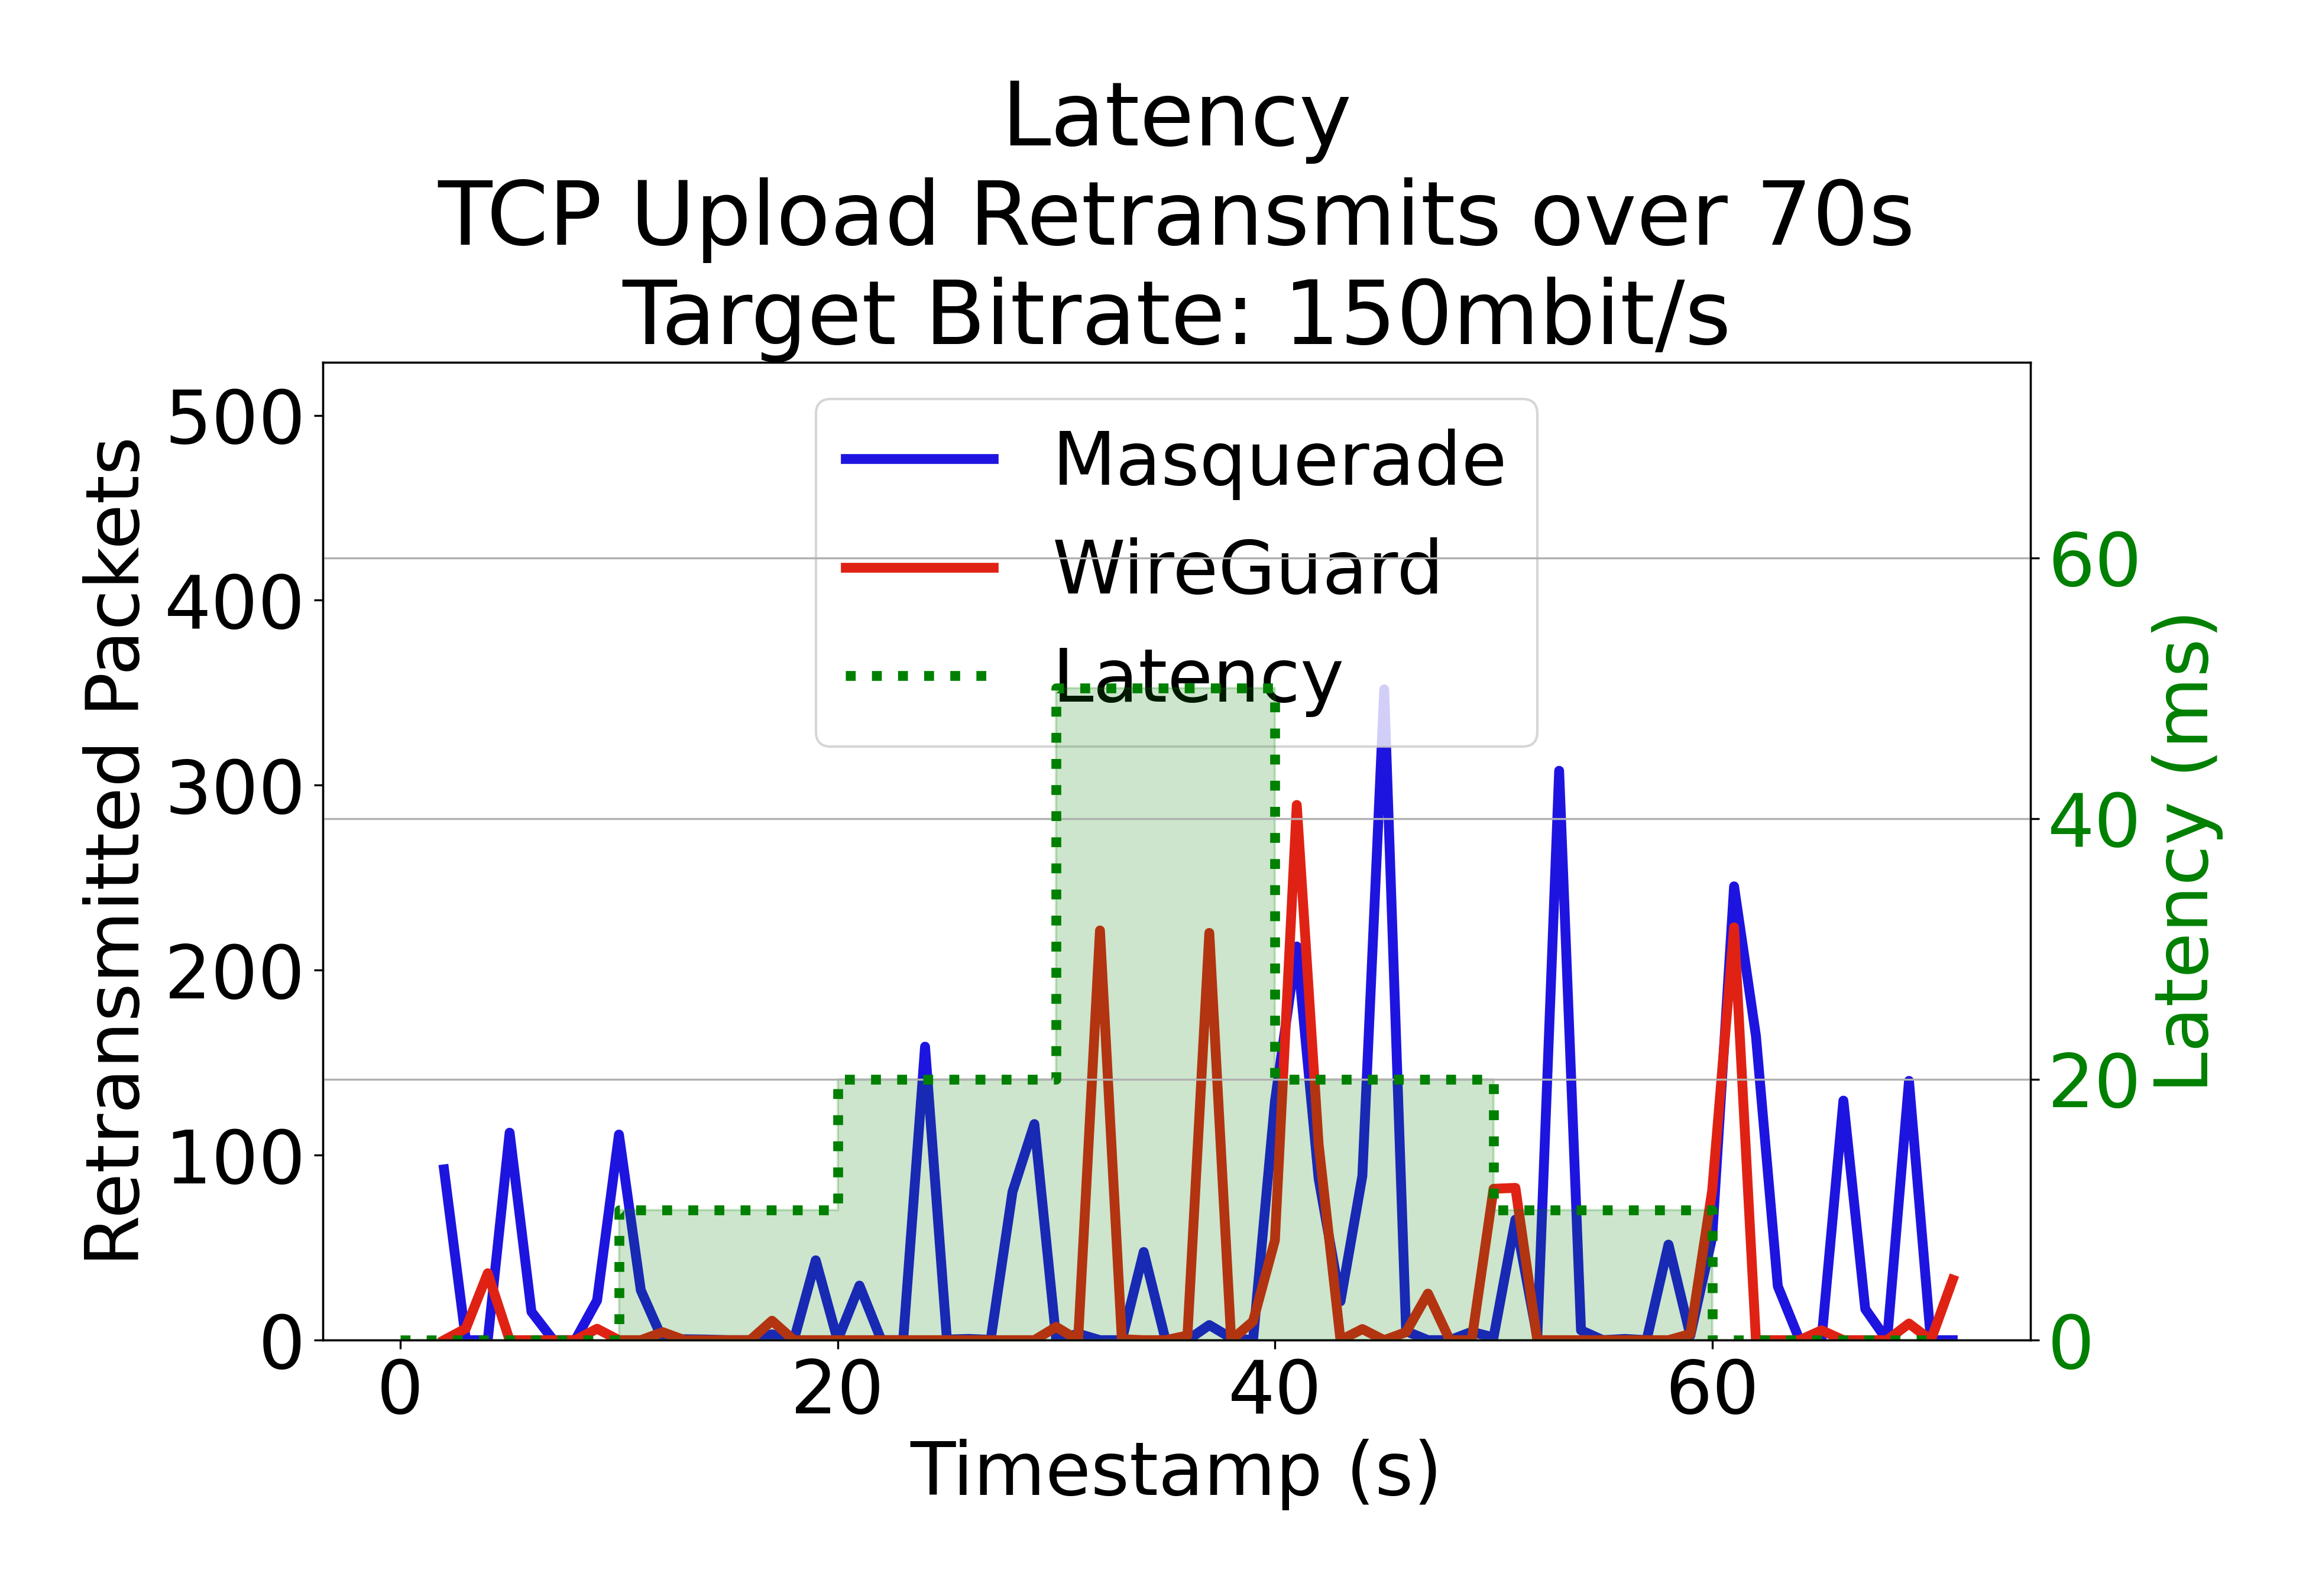 Latency
TCP Upload Retransmits over 70s
Target Bitrate: 150mbit/s
Retransmitted Packets
500
400
300
200
100
0
Masquerade
WireGuard
Latency
60
40
20
0
Latency (ms)
0 20 40 60
Timestamp (s)